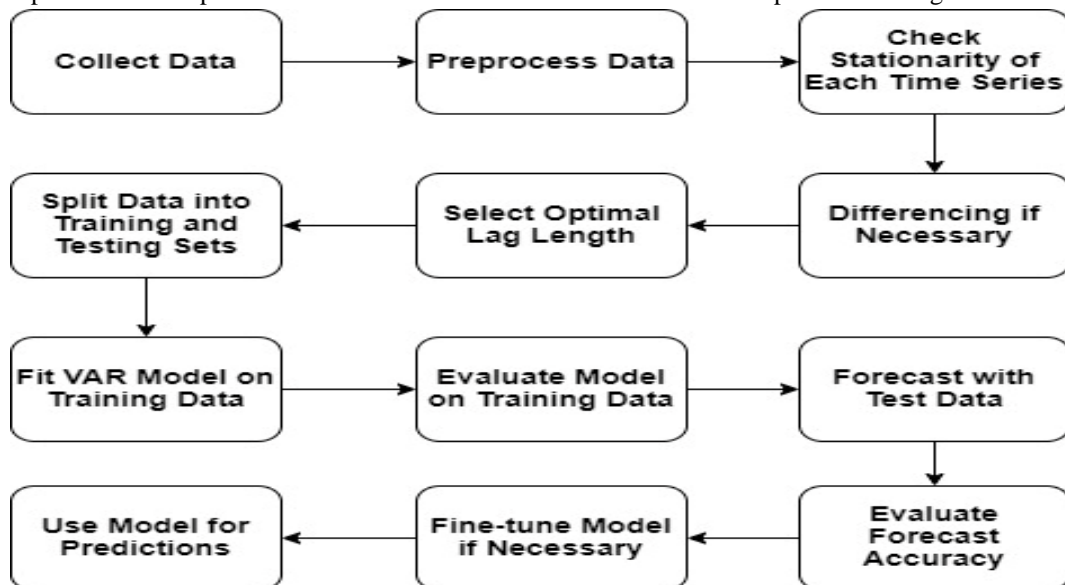 Collect Data
Preprocess Data
Check
Stationarity of
Each Time Series
Differencing if
Necessary
Select Optimal
Lag Length
Split Data into
Training and
Testing Sets
Fit VAR Model on
Training Data
Evaluate Model
on Training Data
Forecast with
Test Data
Evaluate
Forecast
Accuracy
Fine-tune Model
if Necessary
Use Model for
Predictions